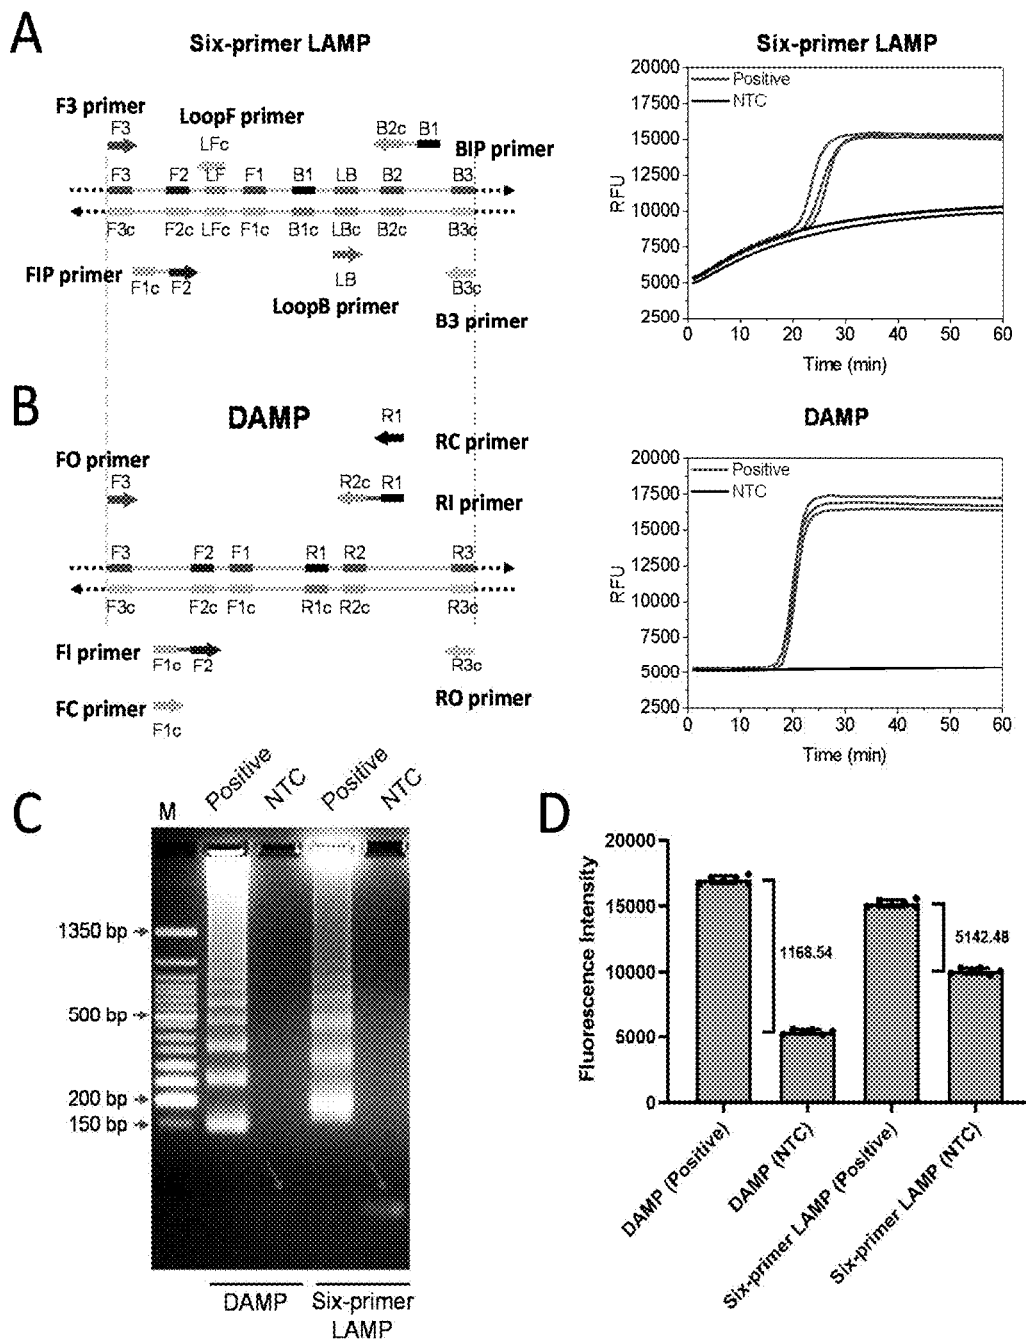 A
Six-primer LAMP
F3 primer
F3
LoopF primer
LFc
B2c B1
BIP primer
F3 F2 LF F1 B1 LB B2 B3
F3c F2c LFc F1c B1c LBc B2c B3c
FIP primer
F1c F2
LB
LoopB primer
B3c
B3 primer
Six-primer LAMP
20000
17500
15000
12500
10000
7500
5000
2500
RFU
Positive
NTC
0 10 20 30 40 50 60
Time (min)
B
DAMP
R1
RC primer
FO primer
F3
R2c R1
RI primer
F3 F2 F1 R1 R2 R3
F3c F2c F1c R1c R2c R3c
FI primer
F1c F2
R3c
RO primer
FC primer
F1c
DAMP
20000
17500
15000
12500
10000
7500
5000
2500
RFU
Positive
NTC
0 10 20 30 40 50 60
Time (min)
C
M
Positive
NTC
Positive
NTC
1350 bp
500 bp
200 bp
150 bp
DAMP
Six-primer
LAMP
D
Fluorescence Intensity
20000
15000
10000
5000
0
1168.54
5142.48
DAMP (Positive)
DAMP (NTC)
Six-primer LAMP (Positive)
Six-primer LAMP (NTC)